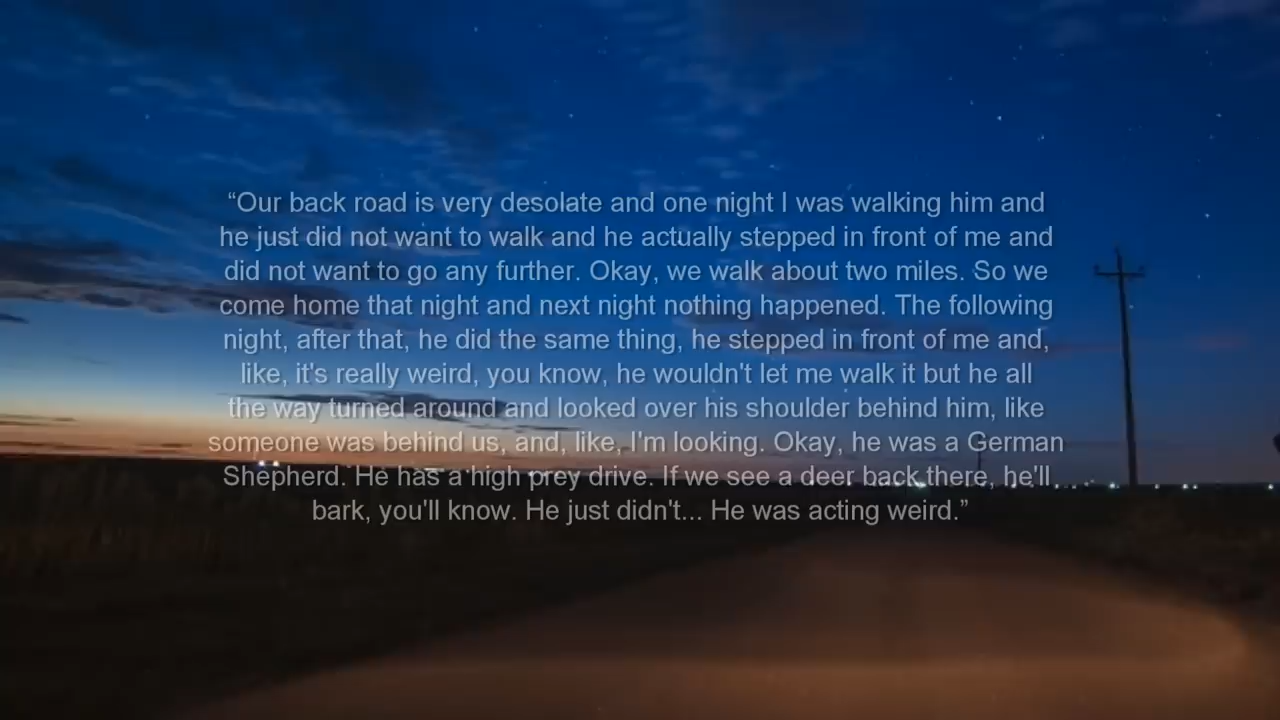 “Our back road is very desolate and one night I was walking him and
he just did not want to walk and he actually stepped in front of me and
did not want to go any further. Okay, we walk about two miles. So we
come home that night and next night nothing happened. The following
night, after that, he did the same thing, he stepped in front of me and,
like, it's really weird, you know, he wouldn't let me walk it but he all
the way turned around and looked over his shoulder behind him, like
someone was behind us, and, like, I'm looking. Okay, he was a German
Shepherd. He has a high prey drive. If we see a deer back there, he'll
bark, you'll know. He just didn't... He was acting weird.”